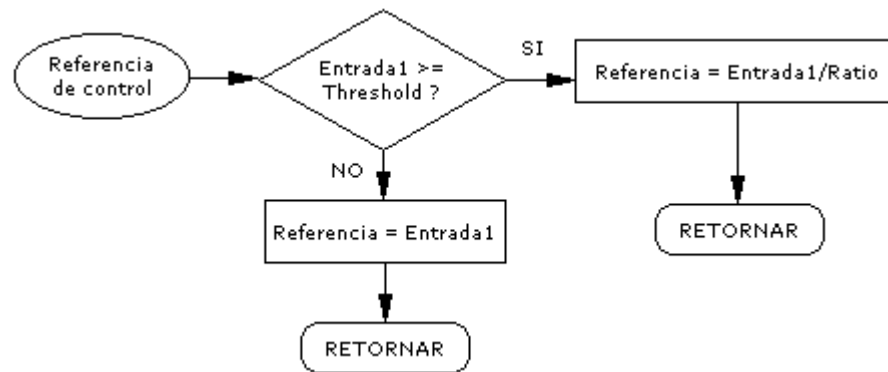 Referencia
de control
Entrada1 >=
Threshold ?
SI
Referencia = Entrada1/Ratio
NO
RETORNAR
Referencia = Entrada1
RETORNAR